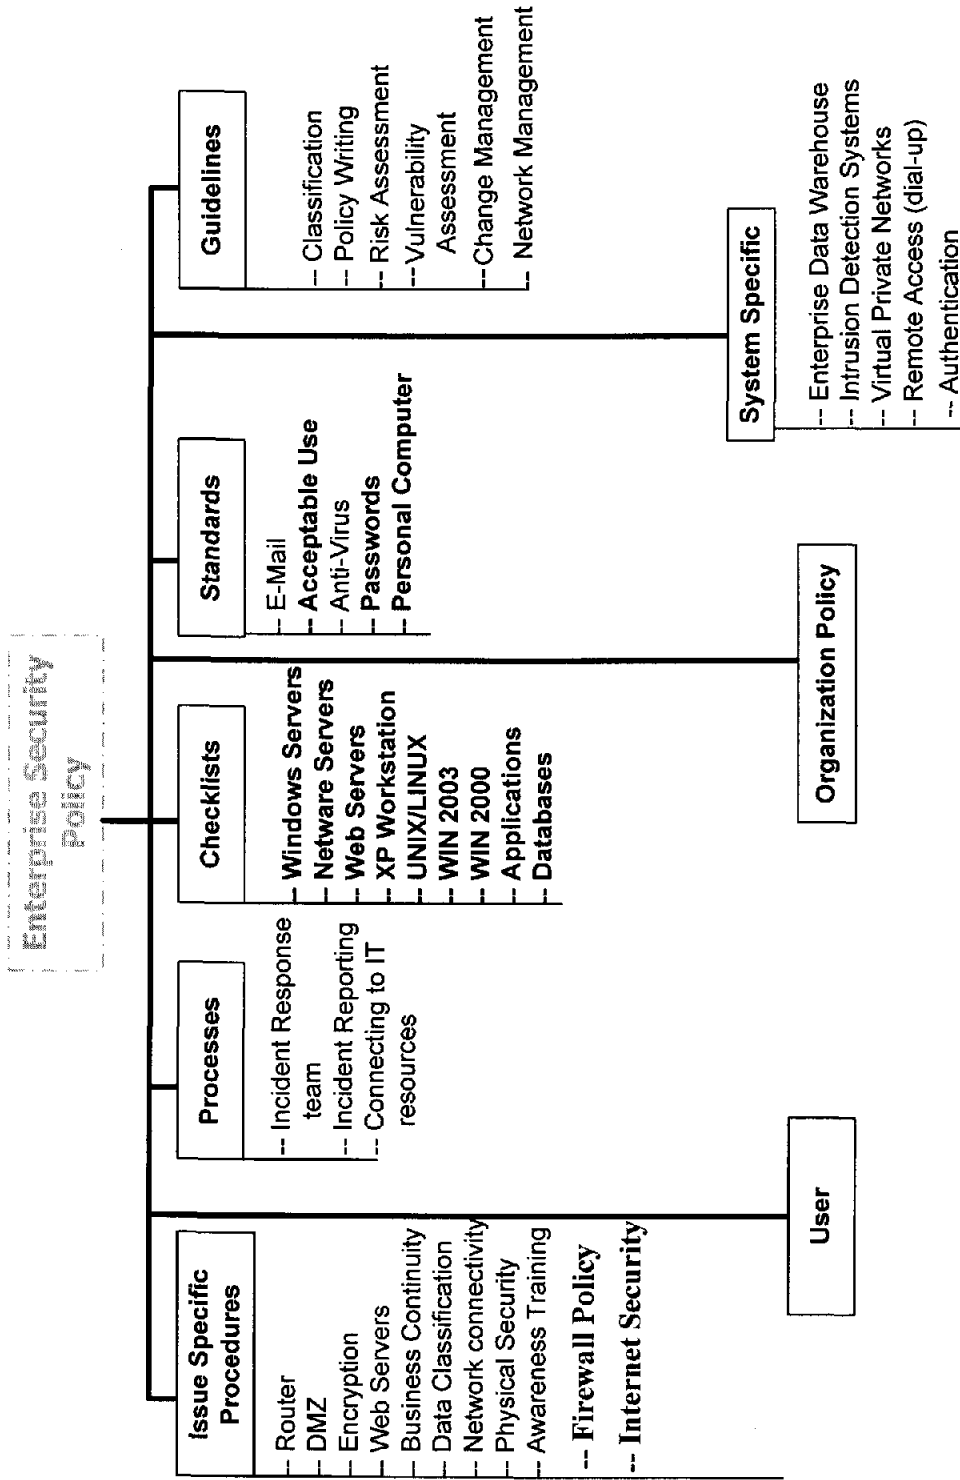 Enterprise Security
Policy
Issue Specific
Procedures
-- Router
-- DMZ
-- Encryption
-- Web Servers
-- Business Continuity
-- Data Classification
-- Network connectivity
-- Physical Security
-- Awareness Training
-- Firewall Policy
-- Internet Security
Processes
-- Incident Response
team
-- Incident Reporting
-- Connecting to IT
resources
Checklists
-- Windows Servers
-- Netware Servers
-- Web Servers
-- XP Workstation
-- UNIX/LINUX
-- WIN 2003
-- WIN 2000
-- Applications
-- Databases
Standards
-- E-Mail
-- Acceptable Use
-- Anti-Virus
-- Passwords
-- Personal Computer
Guidelines
-- Classification
-- Policy Writing
-- Risk Assessment
-- Vulnerability
Assessment
-- Change Management
-- Network Management
User
Organization Policy
System Specific
-- Enterprise Data Warehouse
-- Intrusion Detection Systems
-- Virtual Private Networks
-- Remote Access (dial-up)
-- Authentication